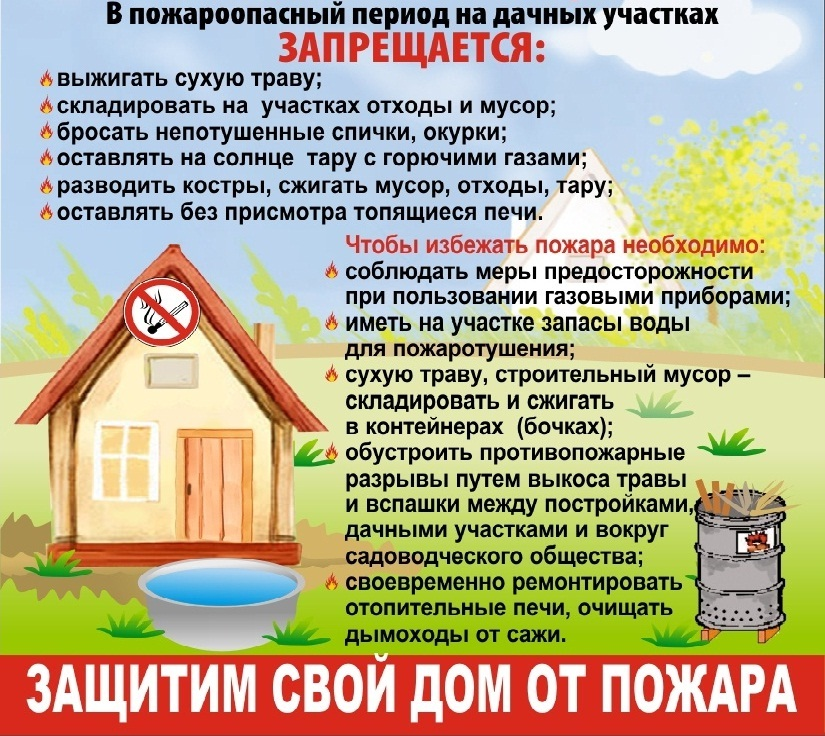 В пожароопасный период на дачных участках
ЗАПРЕЩАЕТСЯ:
выжигать сухую траву;
складировать на участках отходы и мусор;
бросать непотушенные спички, окурки;
оставлять на солнце тару с горючими газами;
разводить костры, сжигать мусор, отходы, тару;
оставлять без присмотра топящиеся печи.
Чтобы избежать пожара необходимо:
соблюдать меры предосторожности
при пользовании газовыми приборами;
иметь на участке запасы воды
для пожаротушения;
сухую траву, строительный мусор –
складировать и сжигать
в контейнерах (бочках);
обустроить противопожарные
разрывы путем выкоса травы
и вспашки между постройками,
дачными участками и вокруг
садоводческого общества;
своевременно ремонтировать
отопительные печи, очищать
дымоходы от сажи.
ЗАЩИТИМ СВОЙ ДОМ ОТ ПОЖАРА